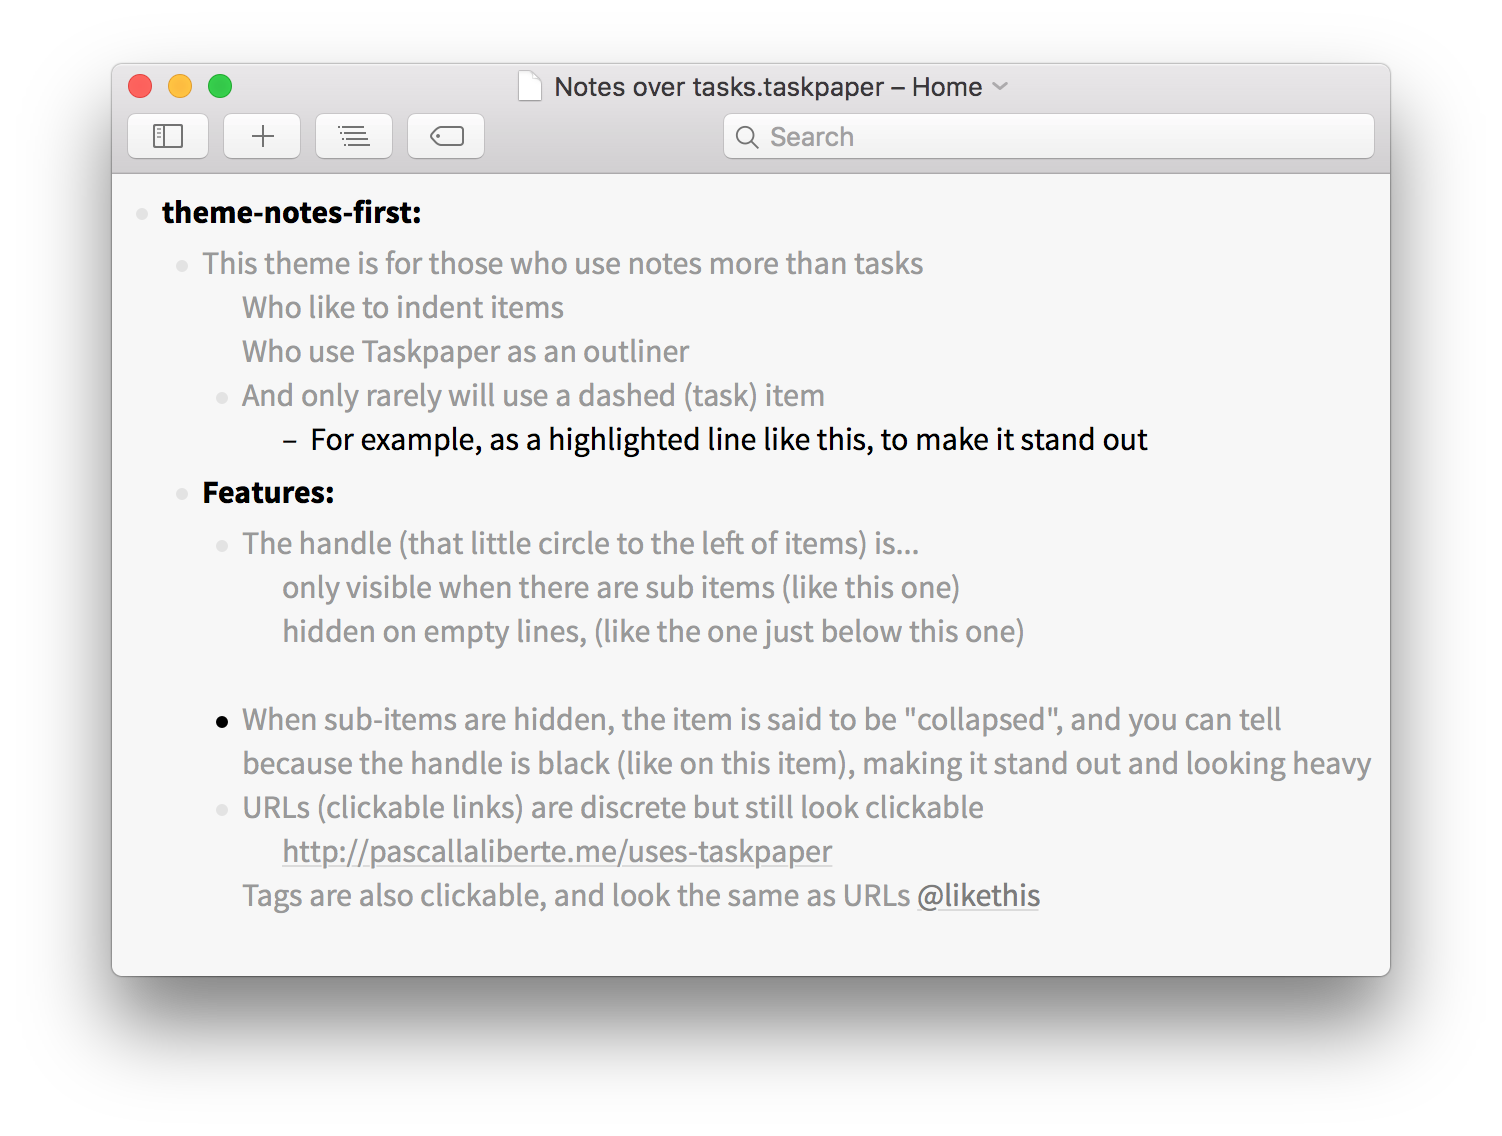 Notes over tasks.taskpaper – Home
Search
theme-notes-first:
This theme is for those who use notes more than tasks
Who like to indent items
Who use Taskpaper as an outliner
And only rarely will use a dashed (task) item
– For example, as a highlighted line like this, to make it stand out
Features:
The handle (that little circle to the left of items) is...
only visible when there are sub items (like this one)
hidden on empty lines, (like the one just below this one)
When sub-items are hidden, the item is said to be "collapsed", and you can tell
because the handle is black (like on this item), making it stand out and looking heavy
URLs (clickable links) are discrete but still look clickable
http://pascallaliberte.me/uses-taskpaper
Tags are also clickable, and look the same as URLs @likethis